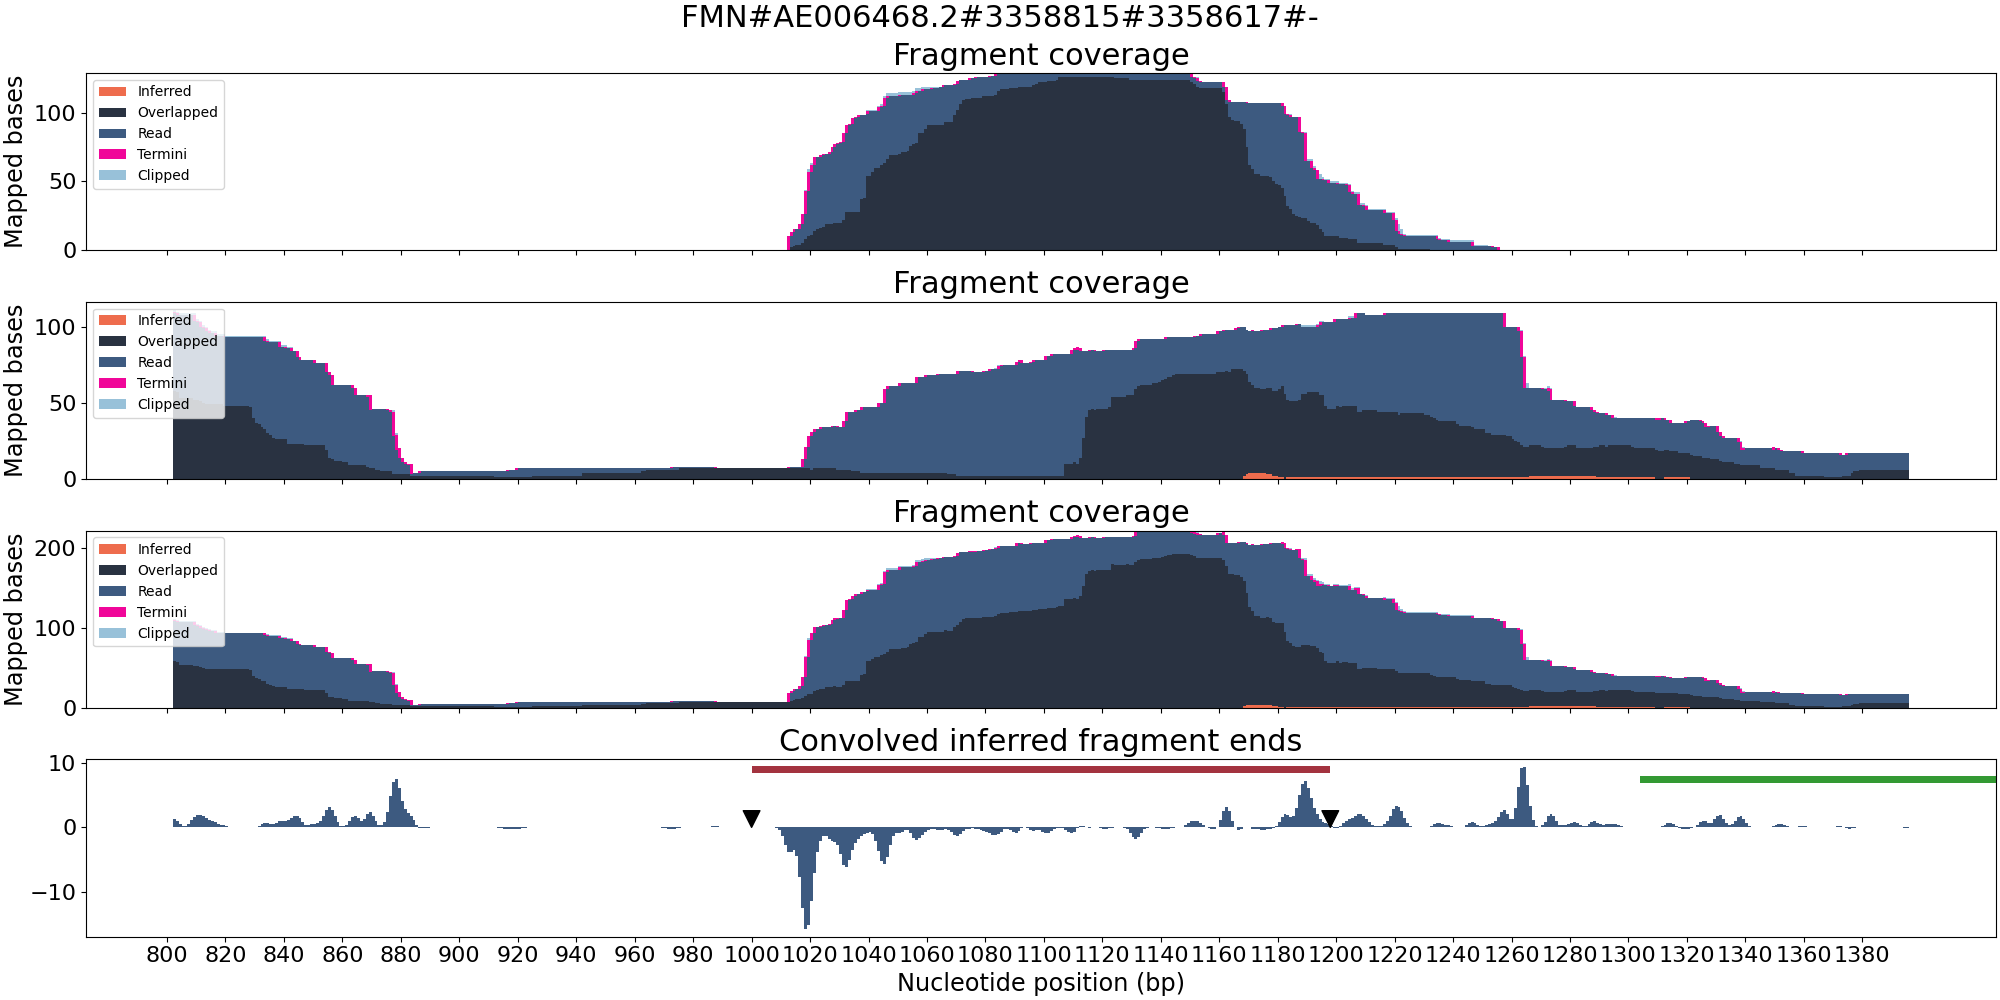 FMN#AE006468.2#3358815#3358617#-
Fragment coverage
Mapped bases
100
50
0
Inferred
Overlapped
Read
Termini
Clipped
Fragment coverage
Mapped bases
100
50
0
Inferred
Overlapped
Read
Termini
Clipped
Fragment coverage
Mapped bases
200
100
0
Inferred
Overlapped
Read
Termini
Clipped
Convolved inferred fragment ends
10
0
−10
800 820 840 860 880 900 920 940 960 980 1000 1020 1040 1060 1080 1100 1120 1140 1160 1180 1200 1220 1240 1260 1280 1300 1320 1340 1360 1380
Nucleotide position (bp)